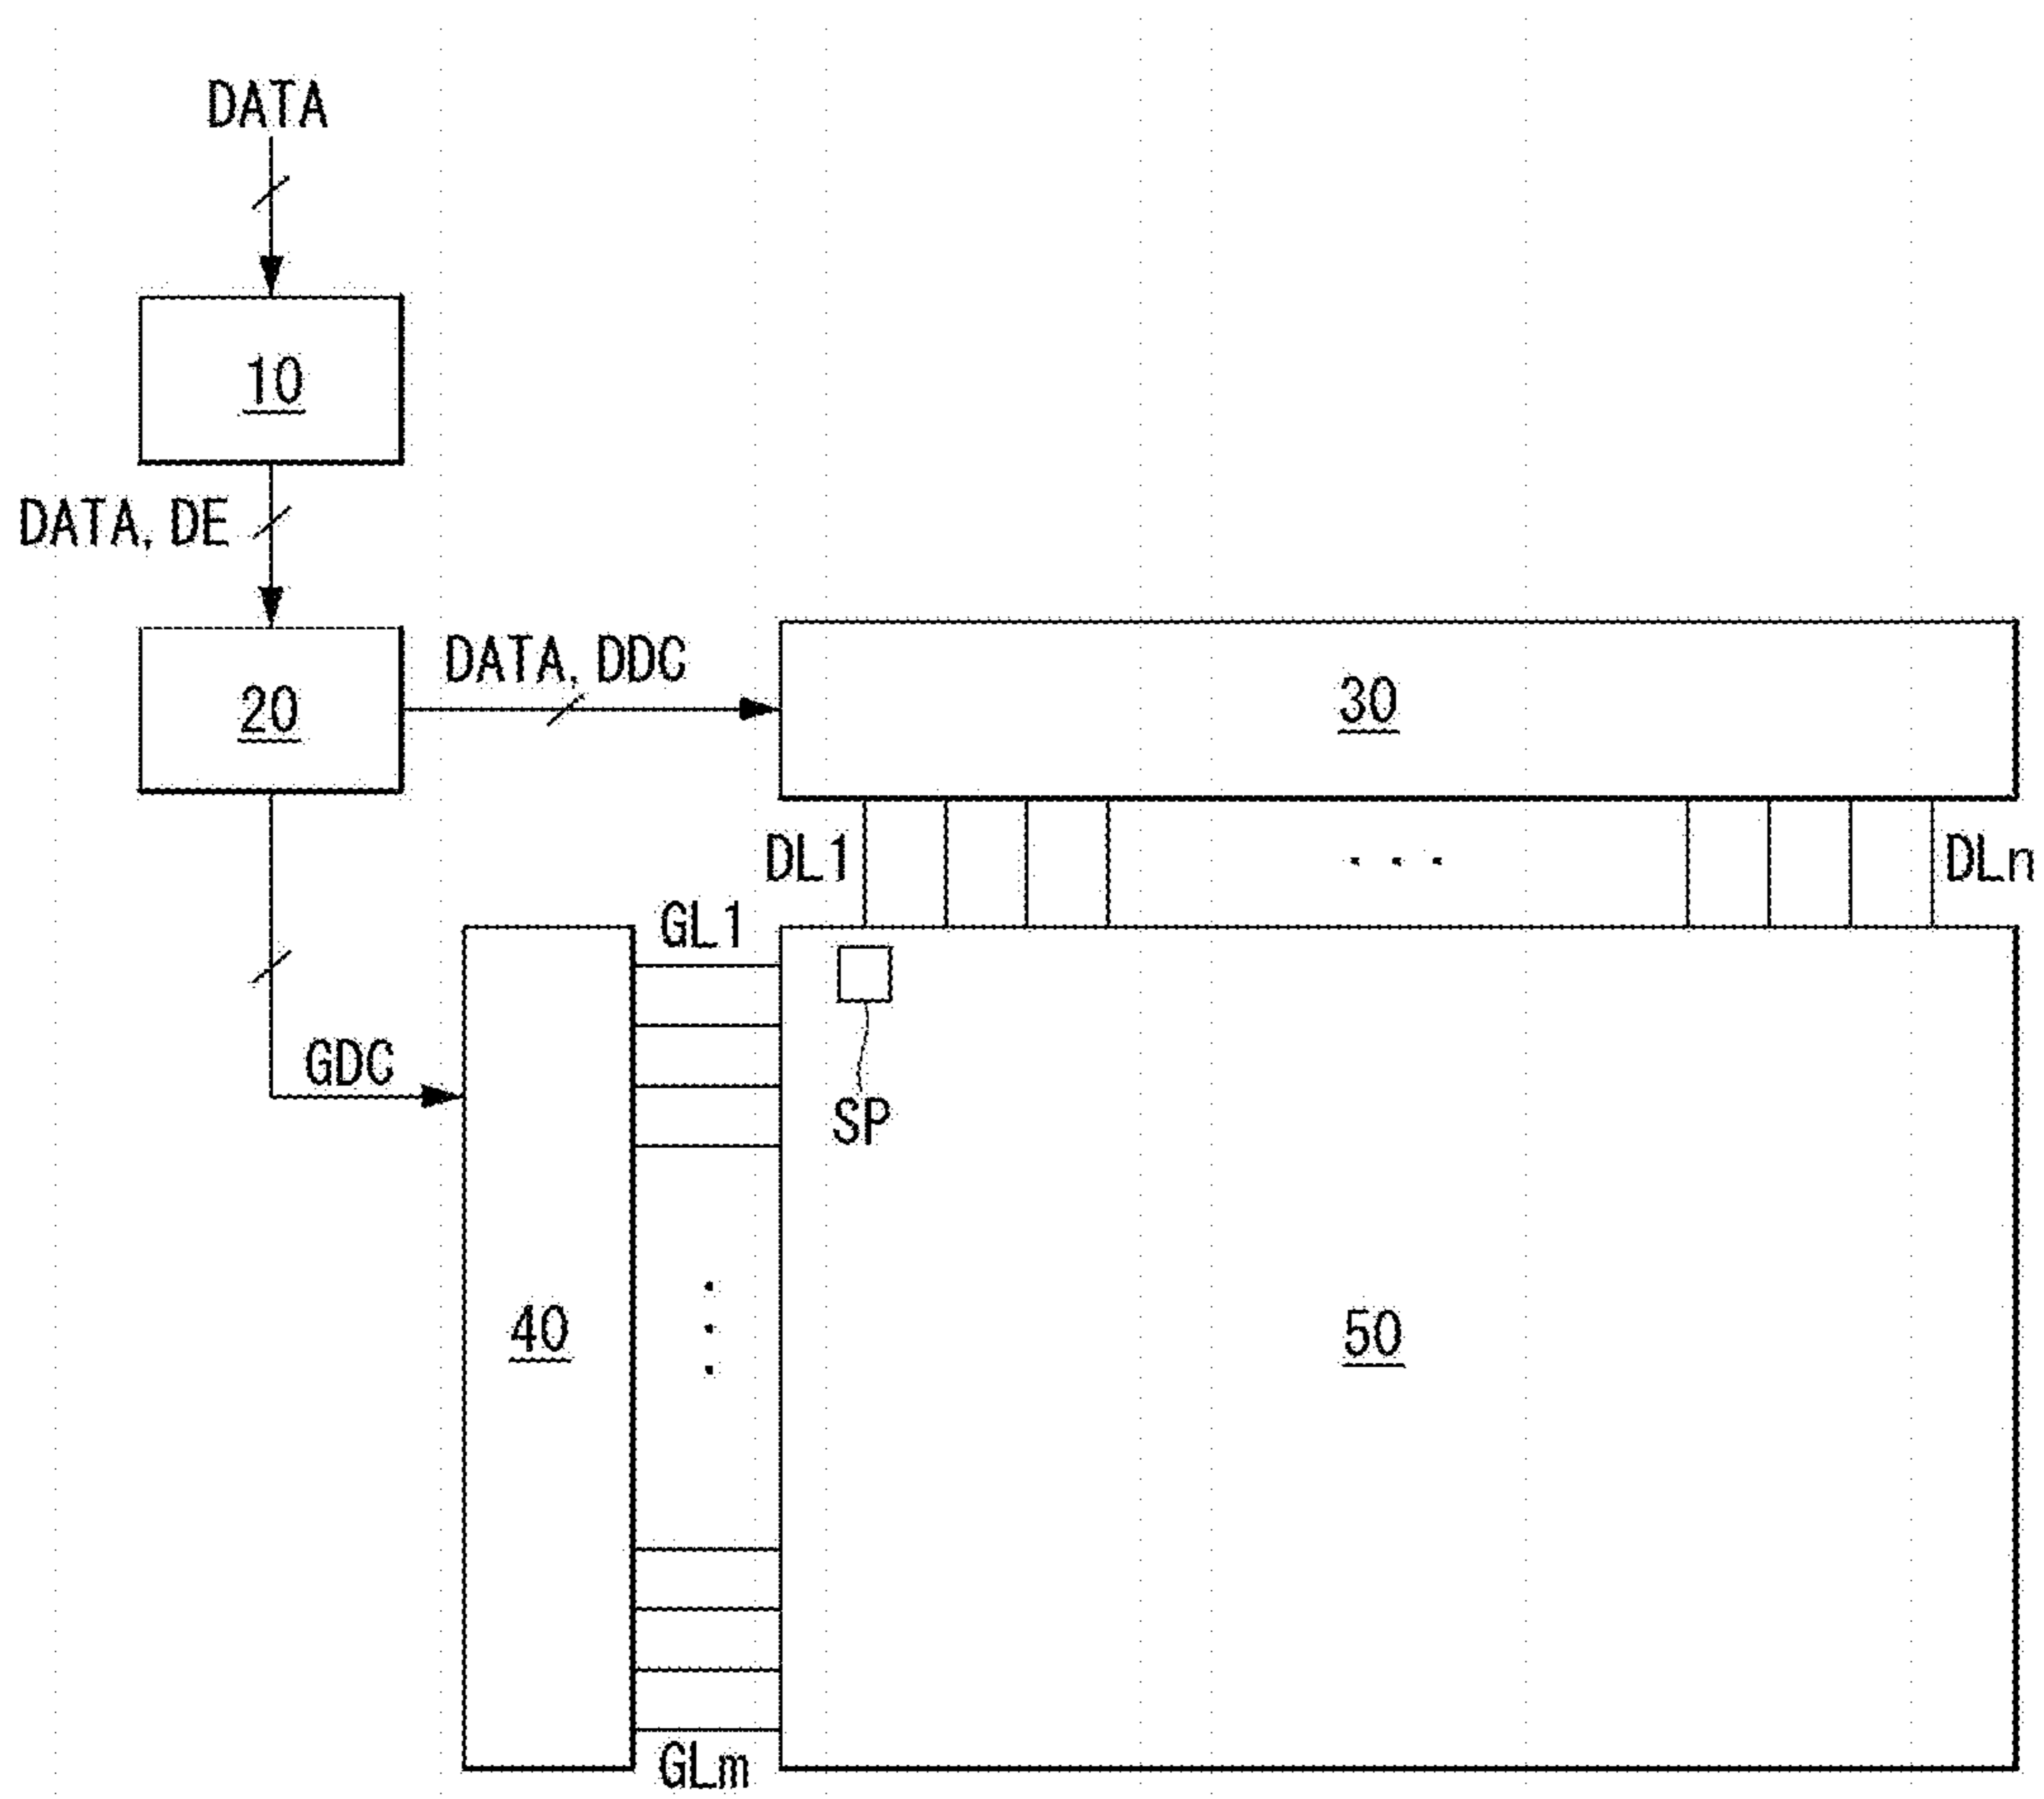 DATA
10
DATA, DE
20
DATA, DDC
30
DL1
DLn
GL1
GDC
SP
40
50
GLm